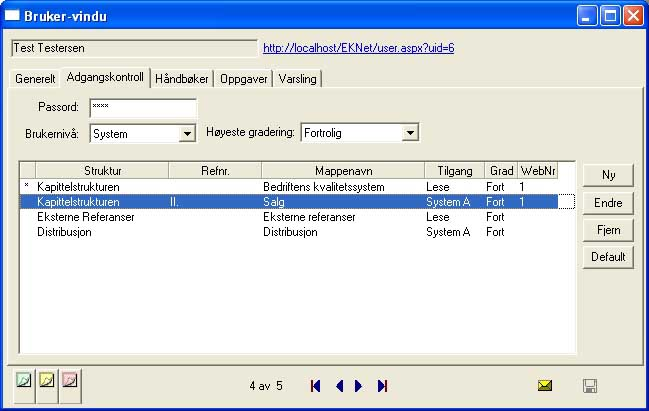 Bruker-vindu
Test Testersen http://localhost/EKNet/user.aspx?uid=6
Generelt Adgangskontroll Håndbøker Oppgaver Varsling
Passord: ****
Brukernivå: System Høyeste gradering: Fortrolig
Struktur Refnr. Mappenavn Tilgang Grad WebNr
* Kapittelstrukturen Bedriftens kvalitetssystem Lese Fort 1
Kapittelstrukturen II. Salg System A Fort 1
Eksterne Referanser Eksterne referanser Lese Fort
Distribusjon Distribusjon System A Fort
Ny
Endre
Fjern
Default
4 av 5